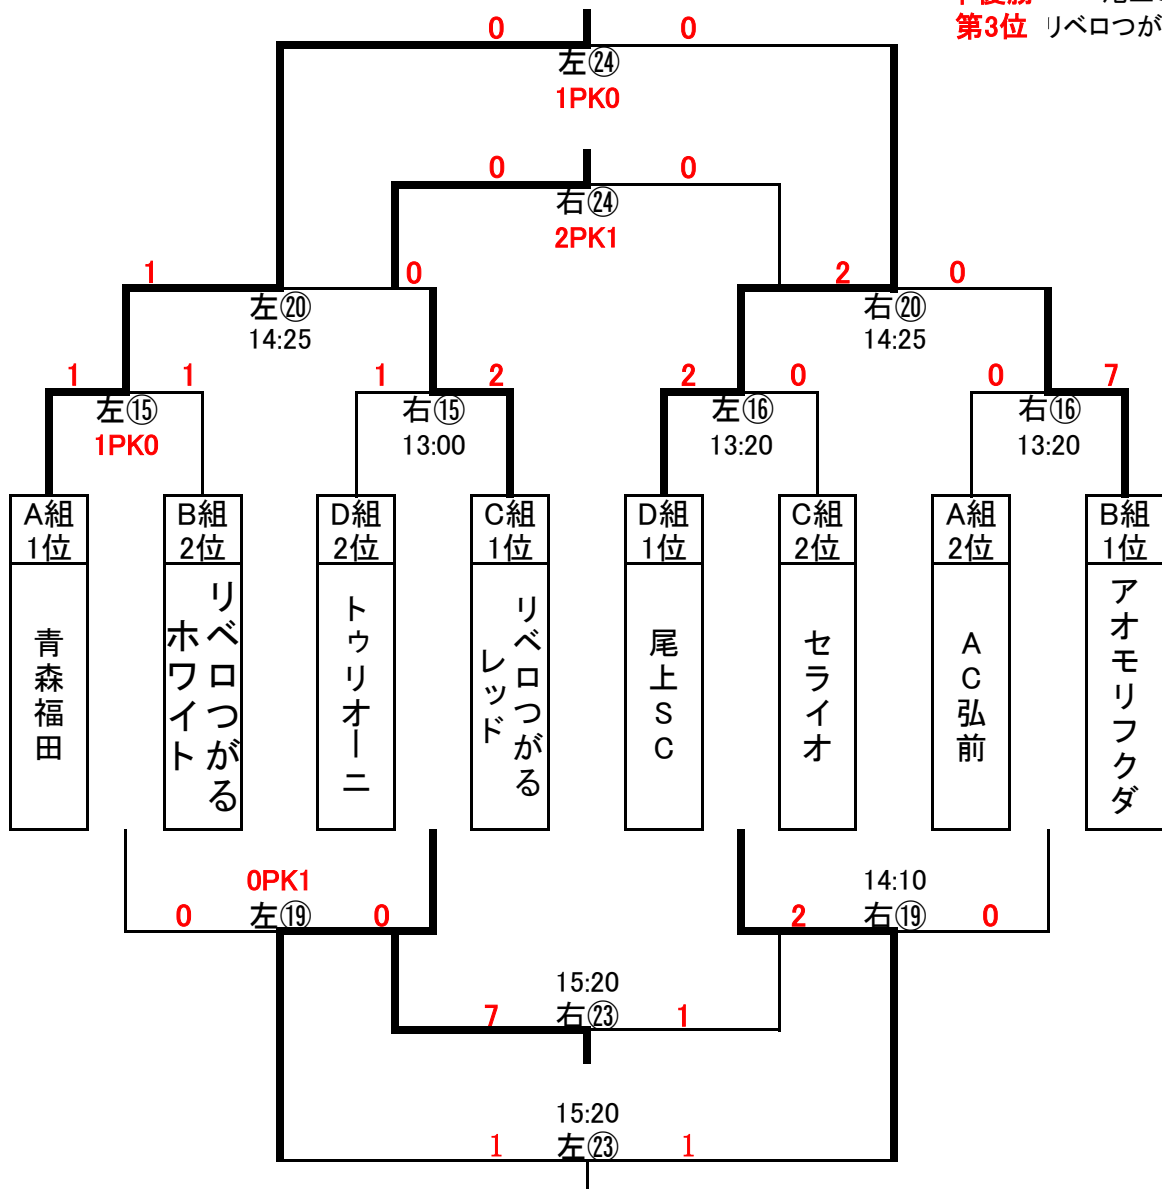 0 0
第3位 リベロつが
左㉔
1PK0
0 0
右㉔
2PK1
1 0 2 0
左⑳ 右⑳
14:25 14:25
1 1 1 2 2 0 0 7
左⑮ 右⑮ 左⑯ 右⑯
1PK0 13:00 13:20 13:20
A組 B組 D組 C組 D組 C組 A組 B組
1位 2位 2位 1位 1位 2位 2位 1位
青森福田
リベロつがる
ホワイト
トゥリオーニ
リベロつがる
レッド
尾上SC
セライオ
AC弘前
アオモリフクダ
0PK1 14:10
0 左⑲ 0 2 右⑲ 0
15:20
7 右㉓ 1
15:20
1 左㉓ 1